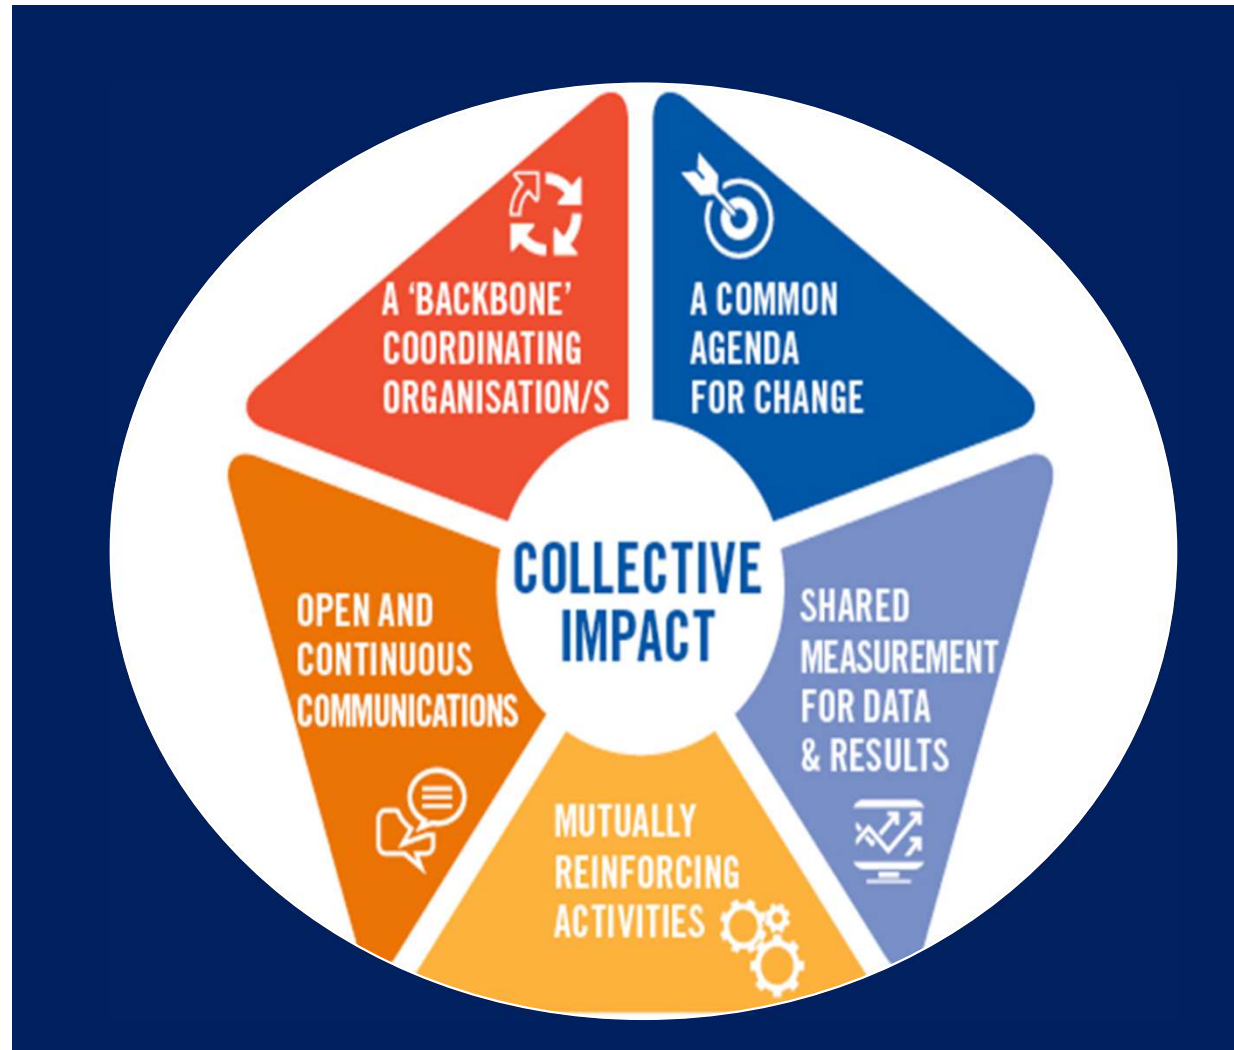 A ‘BACKBONE’
COORDINATING
ORGANISATION/S
A COMMON
AGENDA
FOR CHANGE
COLLECTIVE
IMPACT
OPEN AND
CONTINUOUS
COMMUNICATIONS
SHARED
MEASUREMENT
FOR DATA
& RESULTS
MUTUALLY
REINFORCING
ACTIVITIES